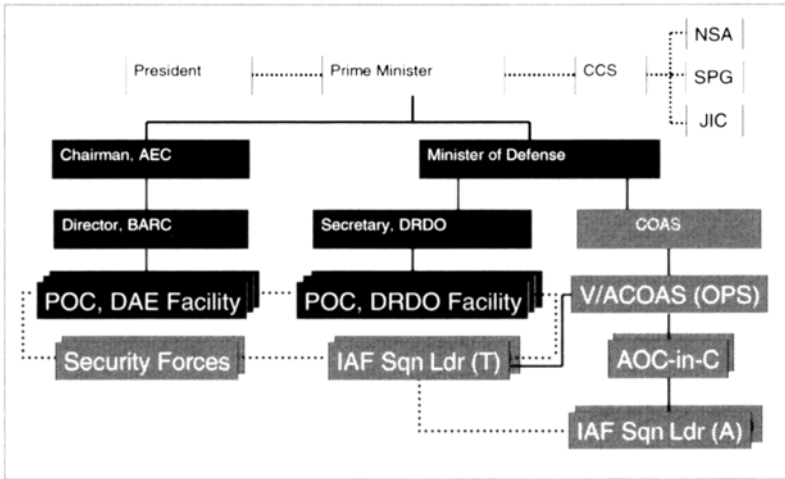 NSA
President
Prime Minister
CCS
SPG
JIC
Chairman, AEC
Minister of Defense
Director, BARC
Secretary, DRDO
COAS
POC, DAE Facility
POC, DRDO Facility
V/ACOAS (OPS)
Security Forces
IAF Sqn Ldr (T)
AOC-in-C
IAF Sqn Ldr (A)